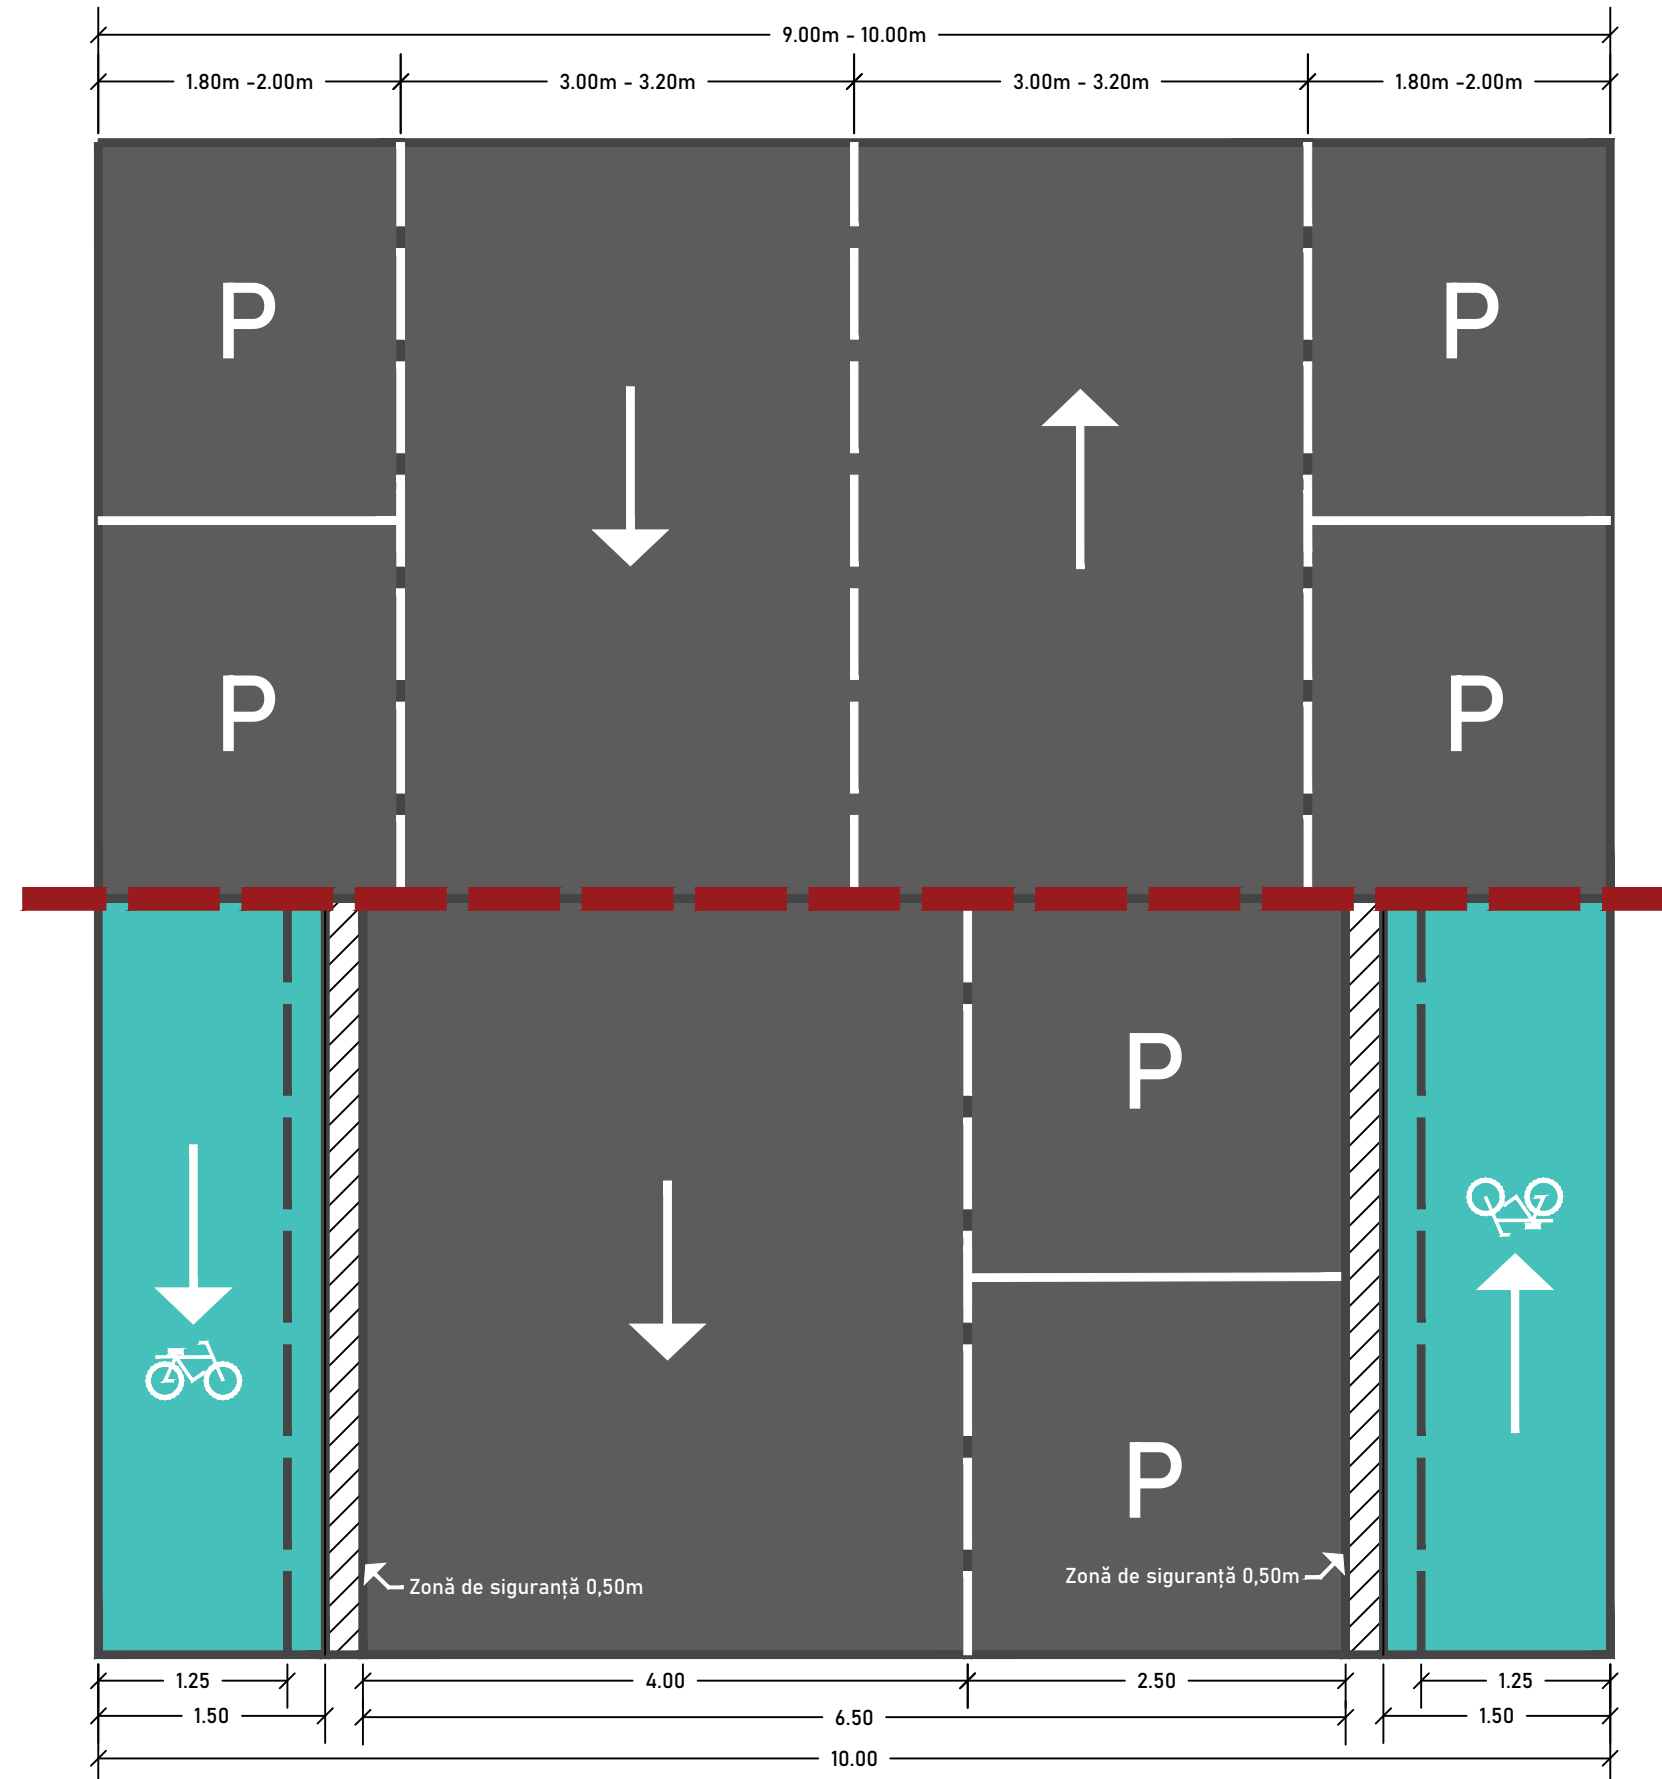 9.00m - 10.00m
1.80m -2.00m
3.00m - 3.20m
3.00m - 3.20m
1.80m -2.00m
P
P
P
P
P
P
Zonă de siguranță 0,50m
Zonă de siguranță 0,50m
1.25
4.00
2.50
1.25
1.50
6.50
1.50
10.00